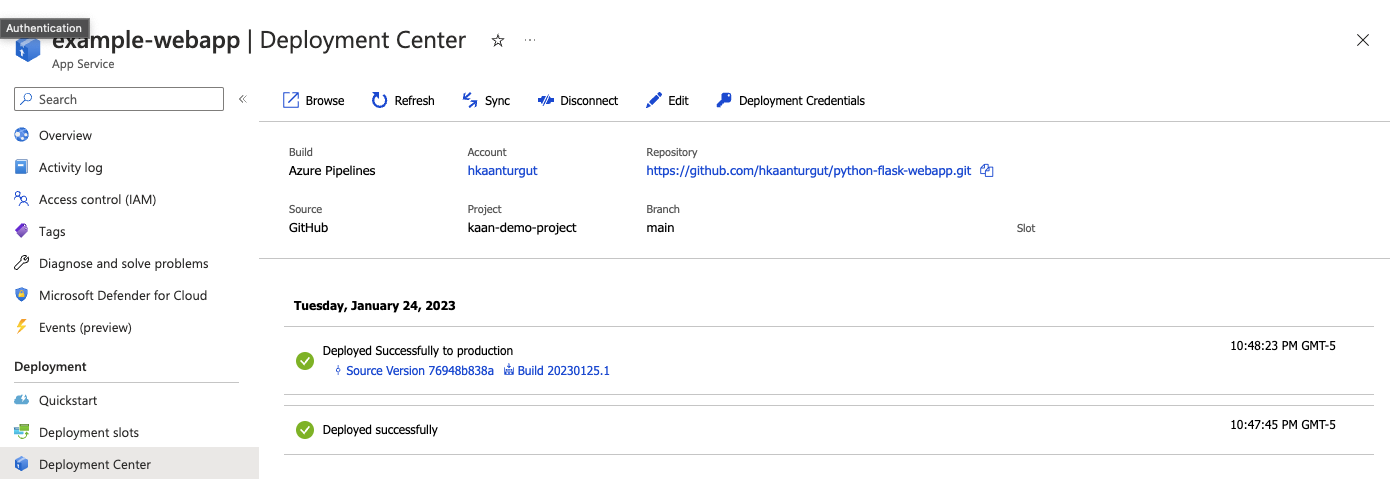 Authentication
example-webapp | Deployment Center
App Service
Search
Browse
Refresh
Sync
Disconnect
Edit
Deployment Credentials
Overview
Activity log
Access control (IAM)
Tags
Diagnose and solve problems
Microsoft Defender for Cloud
Events (preview)
Deployment
Quickstart
Deployment slots
Deployment Center
Build
Azure Pipelines
Account
hkaanturgut
Repository
https://github.com/hkaanturgut/python-flask-webapp.git
Source
GitHub
Project
kaan-demo-project
Branch
main
Slot
Tuesday, January 24, 2023
Deployed Successfully to production
10:48:23 PM GMT-5
Source Version 76948b838a Build 20230125.1
Deployed successfully
10:47:45 PM GMT-5